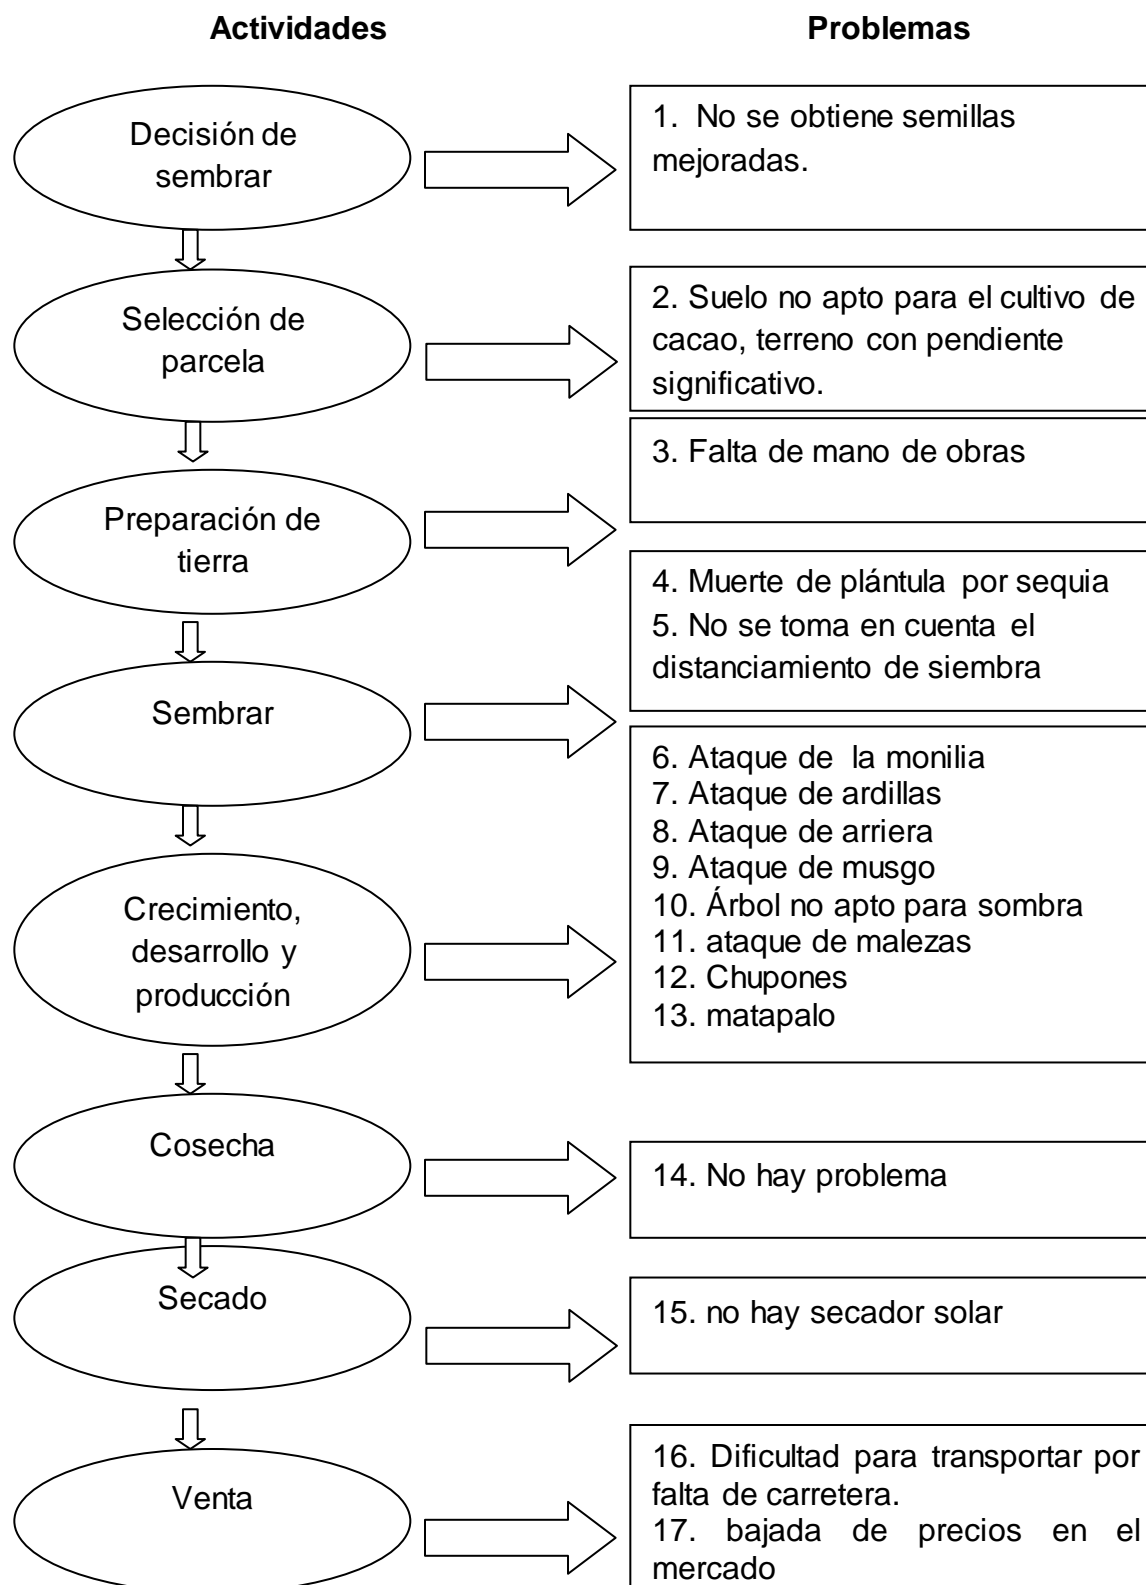 Actividades
Problemas
Decisión de
sembrar
1. No se obtiene semillas
mejoradas.
Selección de
parcela
2. Suelo no apto para el cultivo de
cacao, terreno con pendiente
significativo.
Preparación de
tierra
3. Falta de mano de obras
Sembrar
4. Muerte de plántula por sequia
5. No se toma en cuenta el
distanciamiento de siembra
Crecimiento,
desarrollo y
producción
6. Ataque de la monilia
7. Ataque de ardillas
8. Ataque de arriera
9. Ataque de musgo
10. Árbol no apto para sombra
11. ataque de malezas
12. Chupones
13. matapalo
Cosecha
14. No hay problema
Secado
15. no hay secador solar
Venta
16. Dificultad para transportar por
falta de carretera.
17. bajada de precios en el
mercado